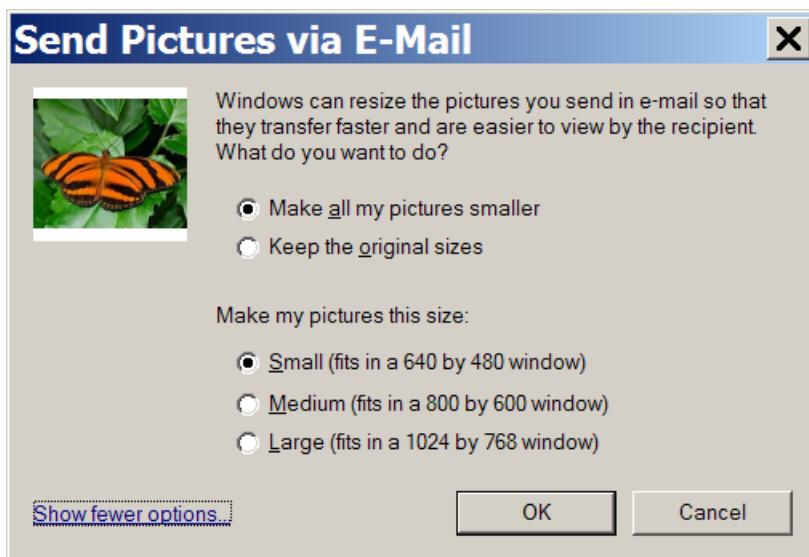 Send Pictures via E-Mail
Windows can resize the pictures you send in e-mail so that
they transfer faster and are easier to view by the recipient.
What do you want to do?
Make all my pictures smaller
Keep the original sizes
Make my pictures this size:
Small (fits in a 640 by 480 window)
Medium (fits in a 800 by 600 window)
Large (fits in a 1024 by 768 window)
Show fewer options...
OK
Cancel